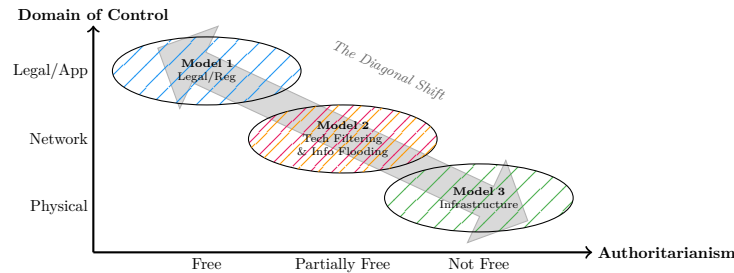 Domain of Control
Legal/App
Network
Physical
Model 1
Legal/Reg
The Diagonal Shift
Model 2
Tech Filtering
& Info Flooding
Model 3
Infrastructure
Free
Partially Free
Not Free
Authoritarianism